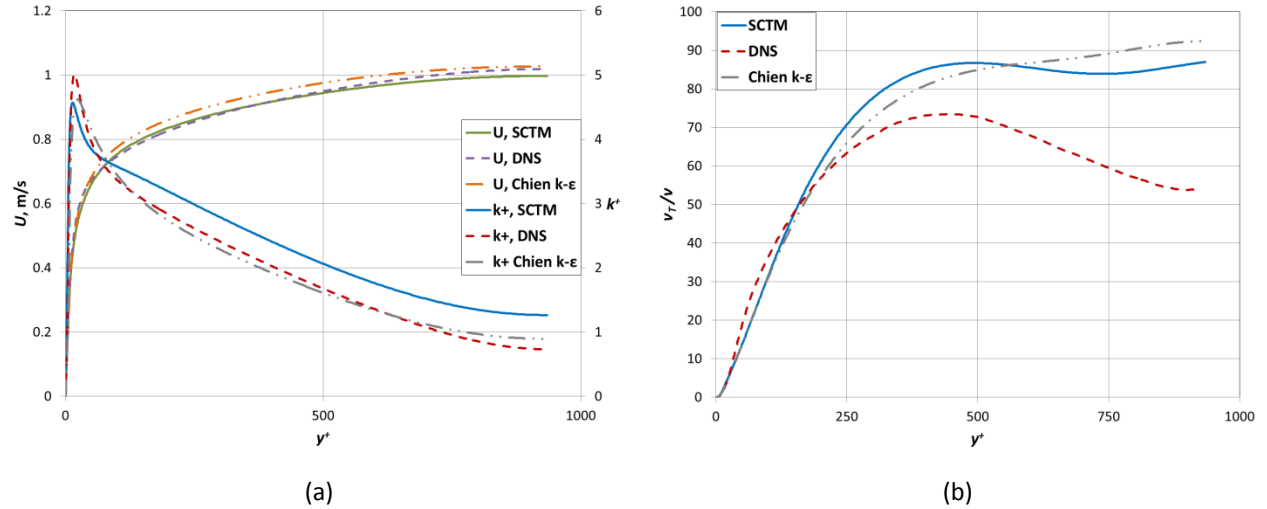 1.2
1
0.8
0.6
0.4
0.2
0
U, m/s
6
5
4
3
2
1
0
k⁺
U, SCTM
U, DNS
U, Chien k-ε
k+, SCTM
k+, DNS
k+ Chien k-ε
0
500
1000
y⁺
(a)
100
90
80
70
60
50
40
30
20
10
0
ν_T/ν
SCTM
DNS
Chien k-ε
0
250
500
750
1000
y⁺
(b)